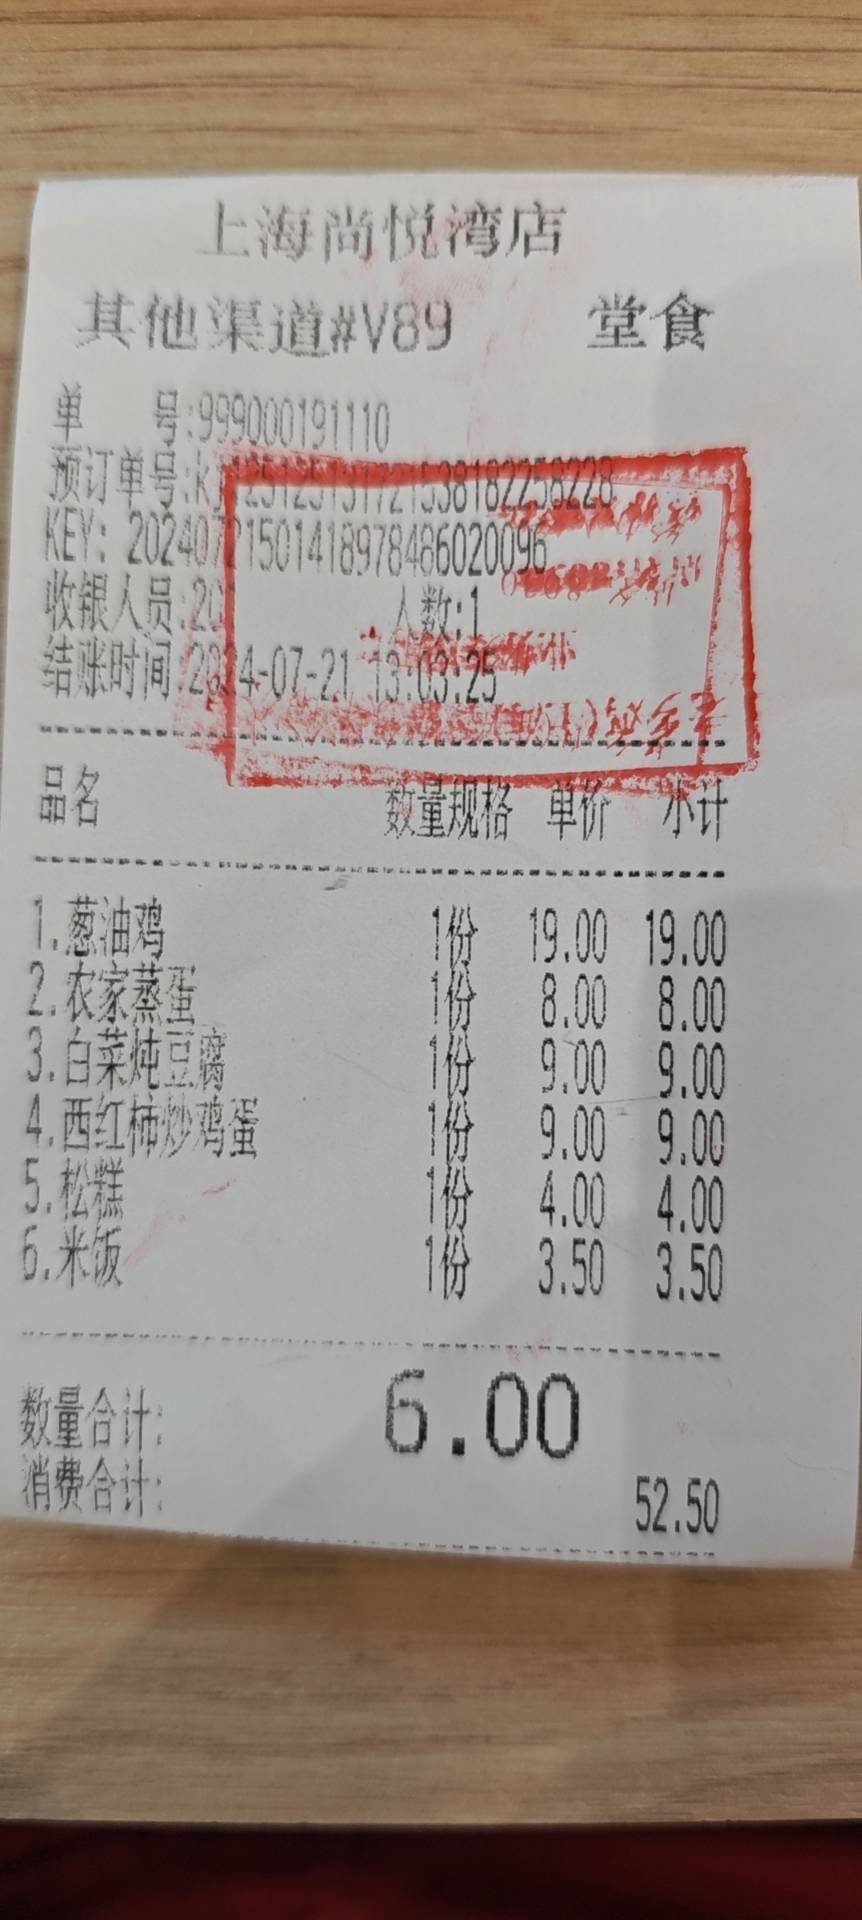 上海尚悦湾店
其他渠道#V89 堂食
单 号:999000191110
预订单号:
KEY: 20240721501418978486020096
收银人员:20 人数:1
结账时间:2024-07-21 13:03:25
品名 数量规格 单价 小计
1.葱油鸡 1份 19.00 19.00
2.农家蒸蛋 1份 8.00 8.00
3.白菜炖豆腐 1份 9.00 9.00
4.西红柿炒鸡蛋 1份 9.00 9.00
5.松糕 1份 4.00 4.00
6.米饭 1份 3.50 3.50
数量合计: 6.00
消费合计: 52.50